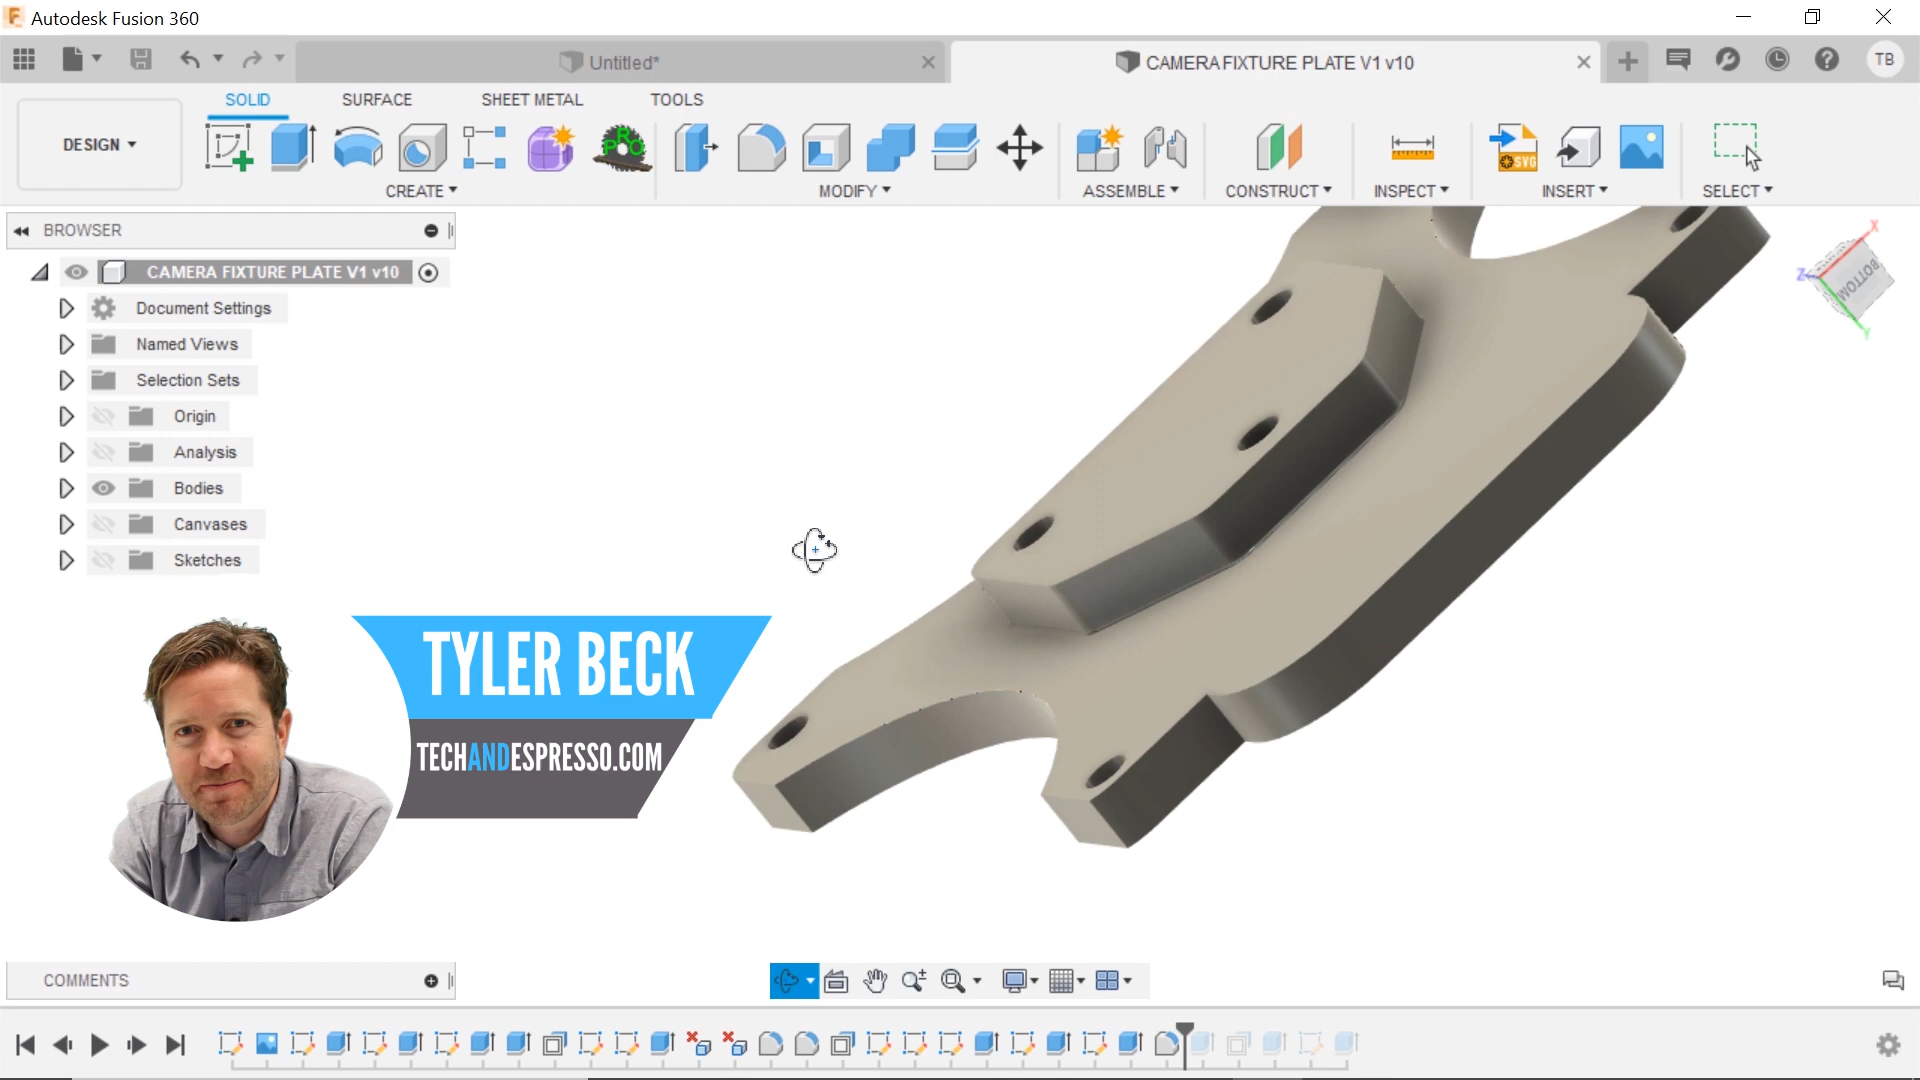 Autodesk Fusion 360
Untitled*
CAMERA FIXTURE PLATE V1 v10
TB
SOLID
SURFACE
SHEET METAL
TOOLS
DESIGN
CREATE
MODIFY
ASSEMBLE
CONSTRUCT
INSPECT
INSERT
SELECT
PRO
SVG
BROWSER
CAMERA FIXTURE PLATE V1 v10
Document Settings
Named Views
Selection Sets
Origin
Analysis
Bodies
Canvases
Sketches
X
Z
BOTTOM
Y
TYLER BECK
TECHANDESPRESSO.COM
COMMENTS